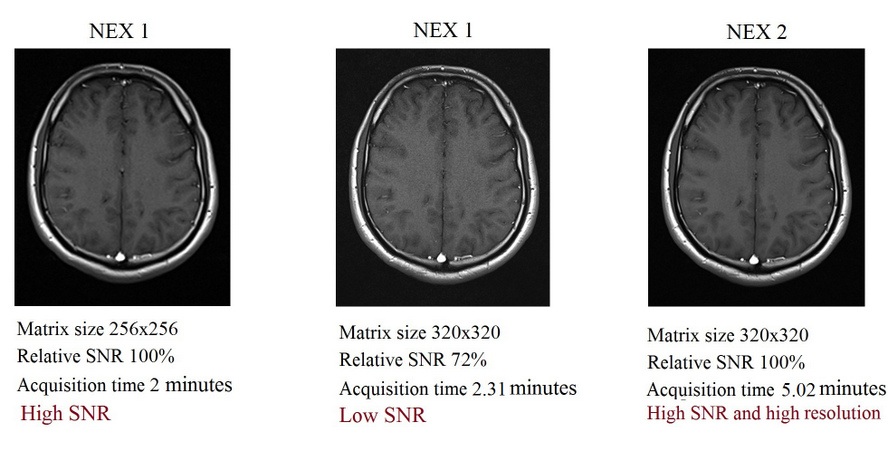 NEX 1
Matrix size 256x256
Relative SNR 100%
Acquisition time 2 minutes
High SNR
NEX 1
Matrix size 320x320
Relative SNR 72%
Acquisition time 2.31 minutes
Low SNR
NEX 2
Matrix size 320x320
Relative SNR 100%
Acquisition time 5.02 minutes
High SNR and high resolution